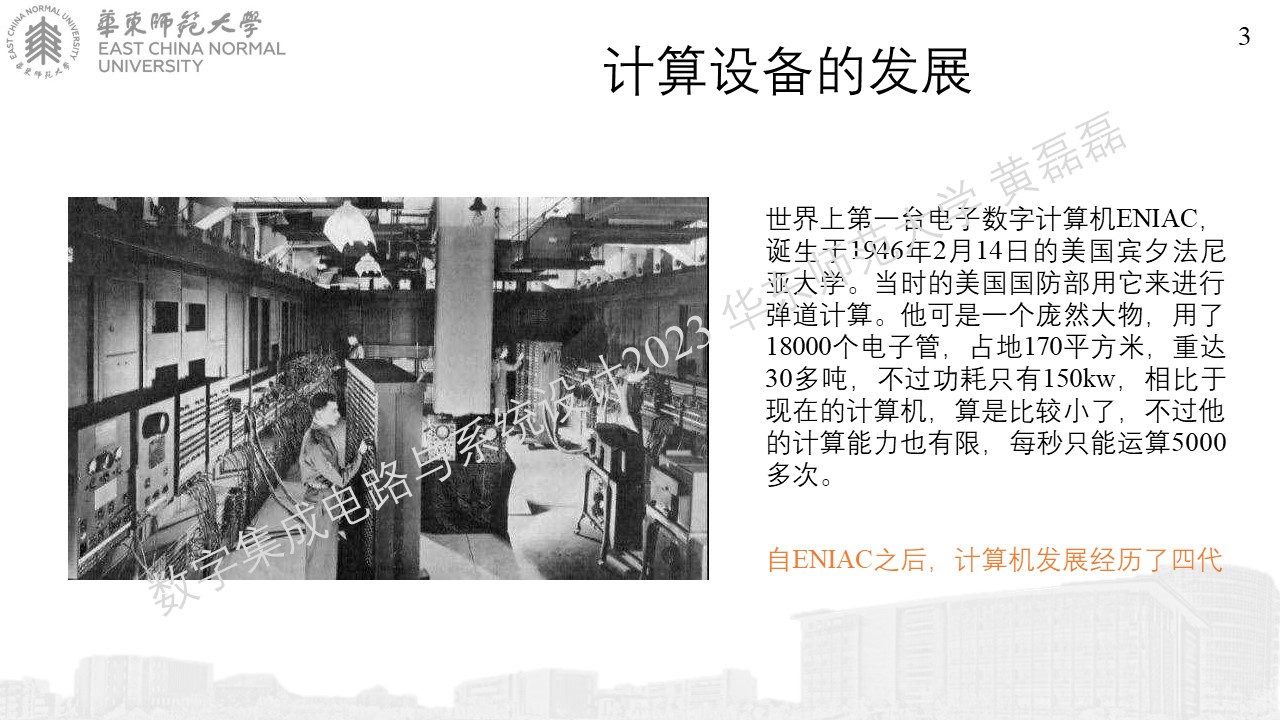 華東師範大學
EAST CHINA NORMAL
UNIVERSITY
EAST CHINA NORMAL UNIVERSITY
華東师范大学
3
计算设备的发展
世界上第一台电子数字计算机ENIAC，
诞生于1946年2月14日的美国宾夕法尼
亚大学。当时的美国国防部用它来进行
弹道计算。他可是一个庞然大物，用了
18000个电子管，占地170平方米，重达
30多吨，不过功耗只有150kw，相比于
现在的计算机，算是比较小了，不过他
的计算能力也有限，每秒只能运算5000
多次。
自ENIAC之后，计算机发展经历了四代
数字集成电路与系统设计2023 华东师范大学 黄磊磊